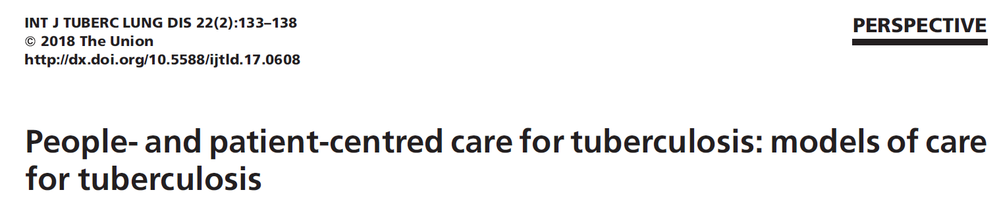 INT J TUBERC LUNG DIS 22(2):133–138
© 2018 The Union
http://dx.doi.org/10.5588/ijtld.17.0608
PERSPECTIVE
People- and patient-centred care for tuberculosis: models of care
for tuberculosis